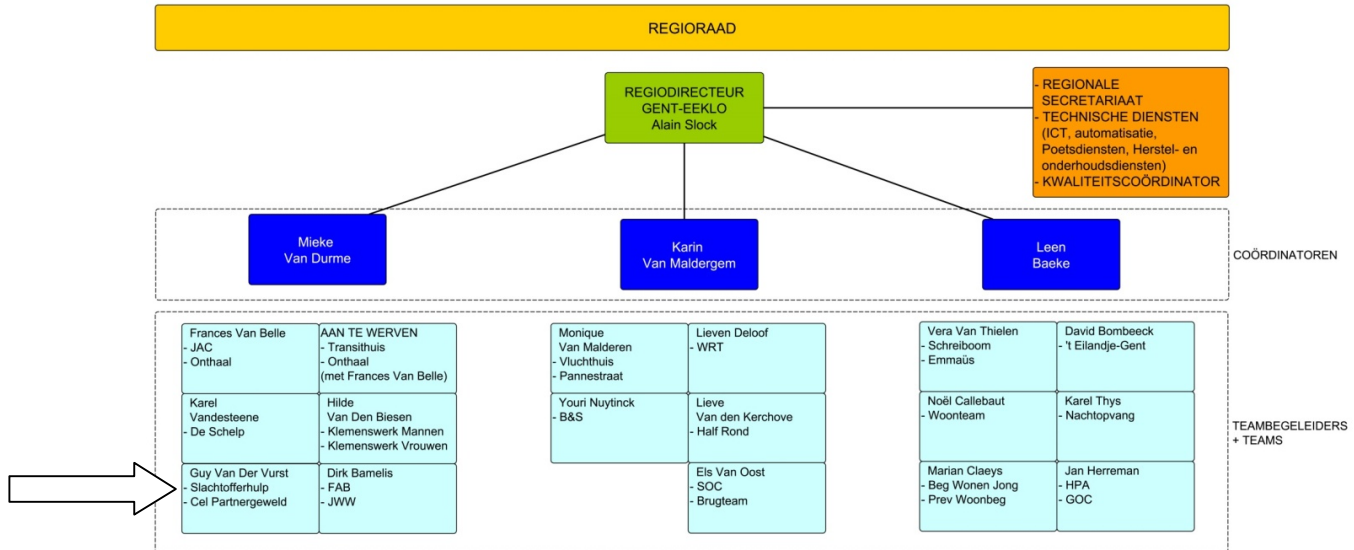 REGIORAAD
REGIODIRECTEUR
GENT-EEKLO
Alain Slock
- REGIONALE
SECRETARIAAT
- TECHNISCHE DIENSTEN
(ICT, automatisatie,
Poetsdiensten, Herstel- en
onderhoudsdiensten)
- KWALITEITSCOÖRDINATOR
Mieke
Van Durme
Karin
Van Maldergem
Leen
Baeke
COÖRDINATOREN
Frances Van Belle
- JAC
- Onthaal
AAN TE WERVEN
- Transithuis
- Onthaal
(met Frances Van Belle)
Karel
Vandesteene
- De Schelp
Hilde
Van Den Biesen
- Klemenswerk Mannen
- Klemenswerk Vrouwen
Guy Van Der Vurst
- Slachtofferhulp
- Cel Partnergeweld
Dirk Bamelis
- FAB
- JWW
Monique
Van Malderen
- Vluchthuis
- Pannestraat
Lieven Deloof
- WRT
Youri Nuytinck
- B&S
Lieve
Van den Kerchove
- Half Rond
Els Van Oost
- SOC
- Brugteam
Vera Van Thielen
- Schreiboom
- Emmaüs
David Bombeeck
- 't Eilandje-Gent
Noël Callebaut
- Woonteam
Karel Thys
- Nachtopvang
Marian Claeys
- Beg Wonen Jong
- Prev Woonbeg
Jan Herreman
- HPA
- GOC
TEAMBEGELEIDERS
+ TEAMS